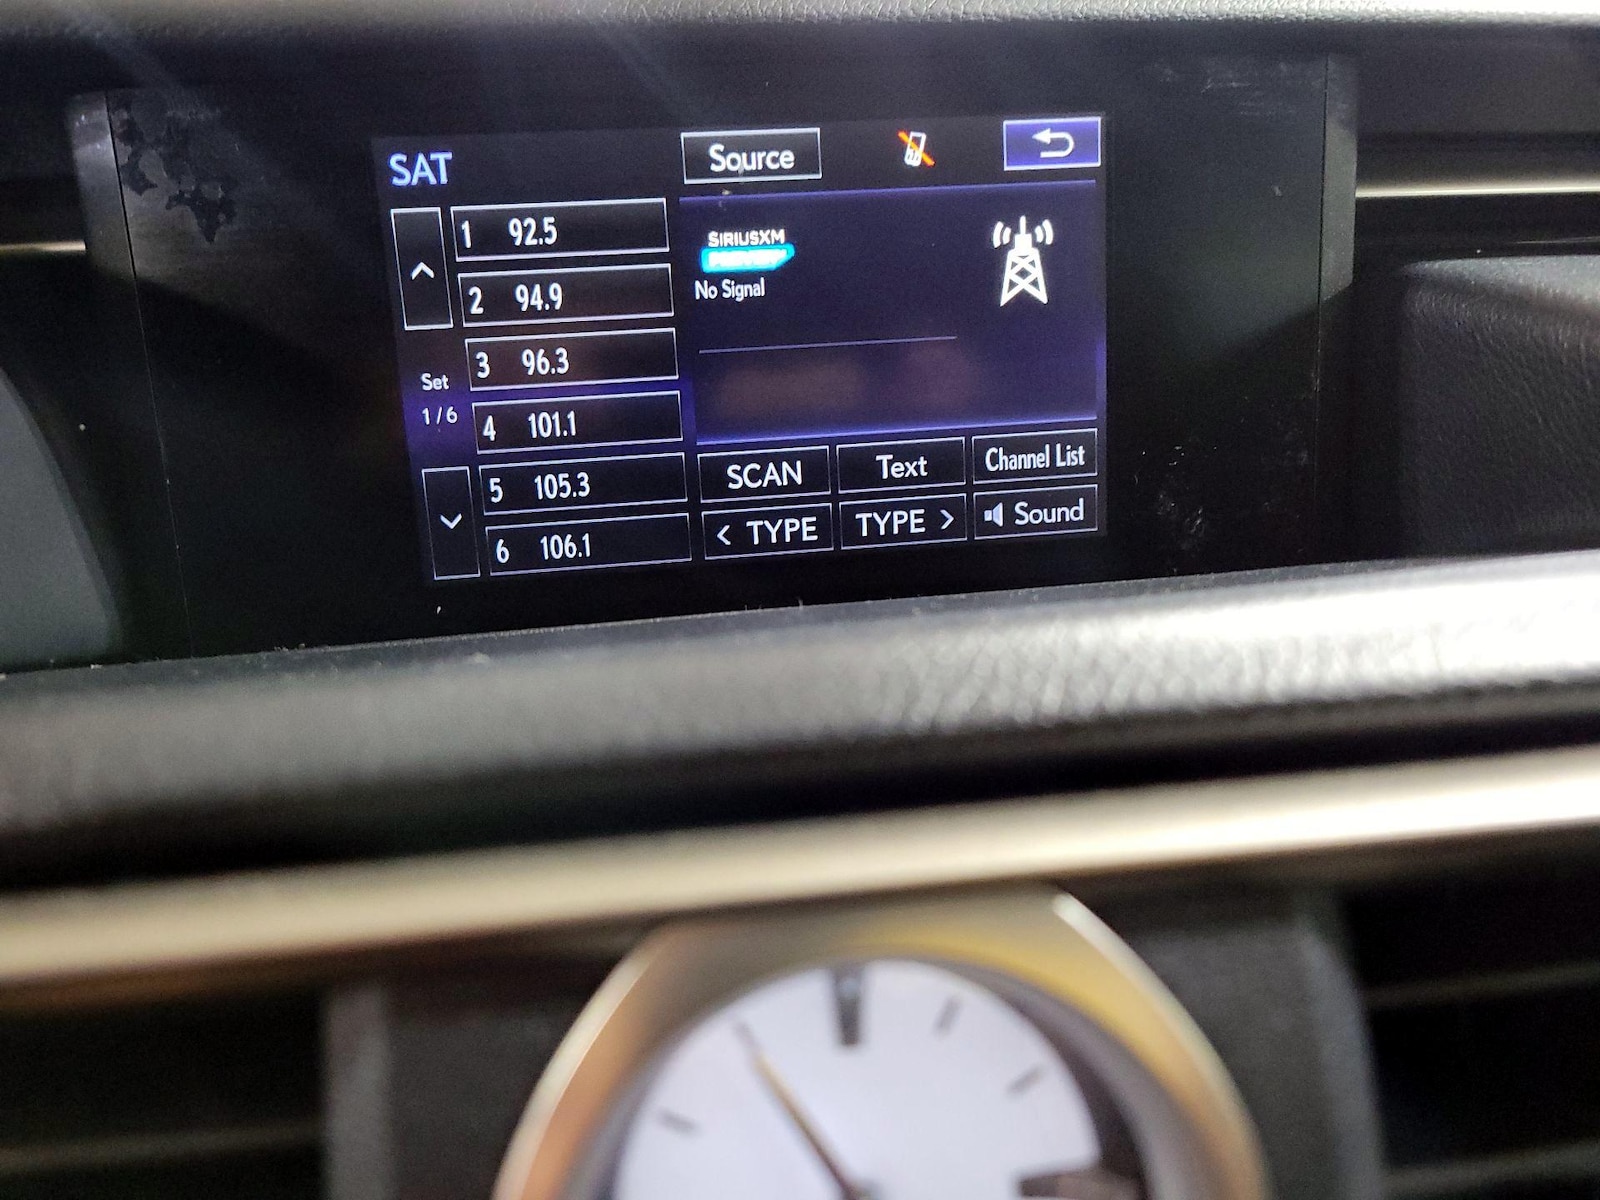 SAT
Source
1 92.5
2 94.9
3 96.3
4 101.1
5 105.3
6 106.1
Set
1/6
SIRIUSXM
PREVIEW
No Signal
SCAN
Text
Channel List
< TYPE
TYPE >
Sound